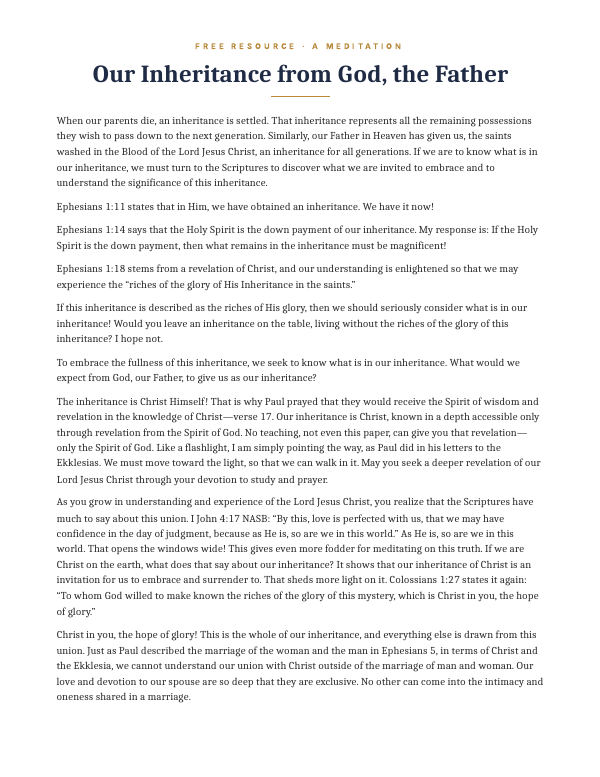 FREE RESOURCE · A MEDITATION
Our Inheritance from God, the Father
When our parents die, an inheritance is settled. That inheritance represents all the remaining possessions
they wish to pass down to the next generation. Similarly, our Father in Heaven has given us, the saints
washed in the Blood of the Lord Jesus Christ, an inheritance for all generations. If we are to know what is in
our inheritance, we must turn to the Scriptures to discover what we are invited to embrace and to
understand the significance of this inheritance.
Ephesians 1:11 states that in Him, we have obtained an inheritance. We have it now!
Ephesians 1:14 says that the Holy Spirit is the down payment of our inheritance. My response is: If the Holy
Spirit is the down payment, then what remains in the inheritance must be magnificent!
Ephesians 1:18 stems from a revelation of Christ, and our understanding is enlightened so that we may
experience the “riches of the glory of His Inheritance in the saints.”
If this inheritance is described as the riches of His glory, then we should seriously consider what is in our
inheritance! Would you leave an inheritance on the table, living without the riches of the glory of this
inheritance? I hope not.
To embrace the fullness of this inheritance, we seek to know what is in our inheritance. What would we
expect from God, our Father, to give us as our inheritance?
The inheritance is Christ Himself! That is why Paul prayed that they would receive the Spirit of wisdom and
revelation in the knowledge of Christ—verse 17. Our inheritance is Christ, known in a depth accessible only
through revelation from the Spirit of God. No teaching, not even this paper, can give you that revelation—
only the Spirit of God. Like a flashlight, I am simply pointing the way, as Paul did in his letters to the
Ekklesias. We must move toward the light, so that we can walk in it. May you seek a deeper revelation of our
Lord Jesus Christ through your devotion to study and prayer.
As you grow in understanding and experience of the Lord Jesus Christ, you realize that the Scriptures have
much to say about this union. I John 4:17 NASB: “By this, love is perfected with us, that we may have
confidence in the day of judgment, because as He is, so are we in this world.” As He is, so are we in this
world. That opens the windows wide! This gives even more fodder for meditating on this truth. If we are
Christ on the earth, what does that say about our inheritance? It shows that our inheritance of Christ is an
invitation for us to embrace and surrender to. That sheds more light on it. Colossians 1:27 states it again:
“To whom God willed to make known the riches of the glory of this mystery, which is Christ in you, the hope
of glory.”
Christ in you, the hope of glory! This is the whole of our inheritance, and everything else is drawn from this
union. Just as Paul described the marriage of the woman and the man in Ephesians 5, in terms of Christ and
the Ekklesia, we cannot understand our union with Christ outside of the marriage of man and woman. Our
love and devotion to our spouse are so deep that they are exclusive. No other can come into the intimacy and
oneness shared in a marriage.